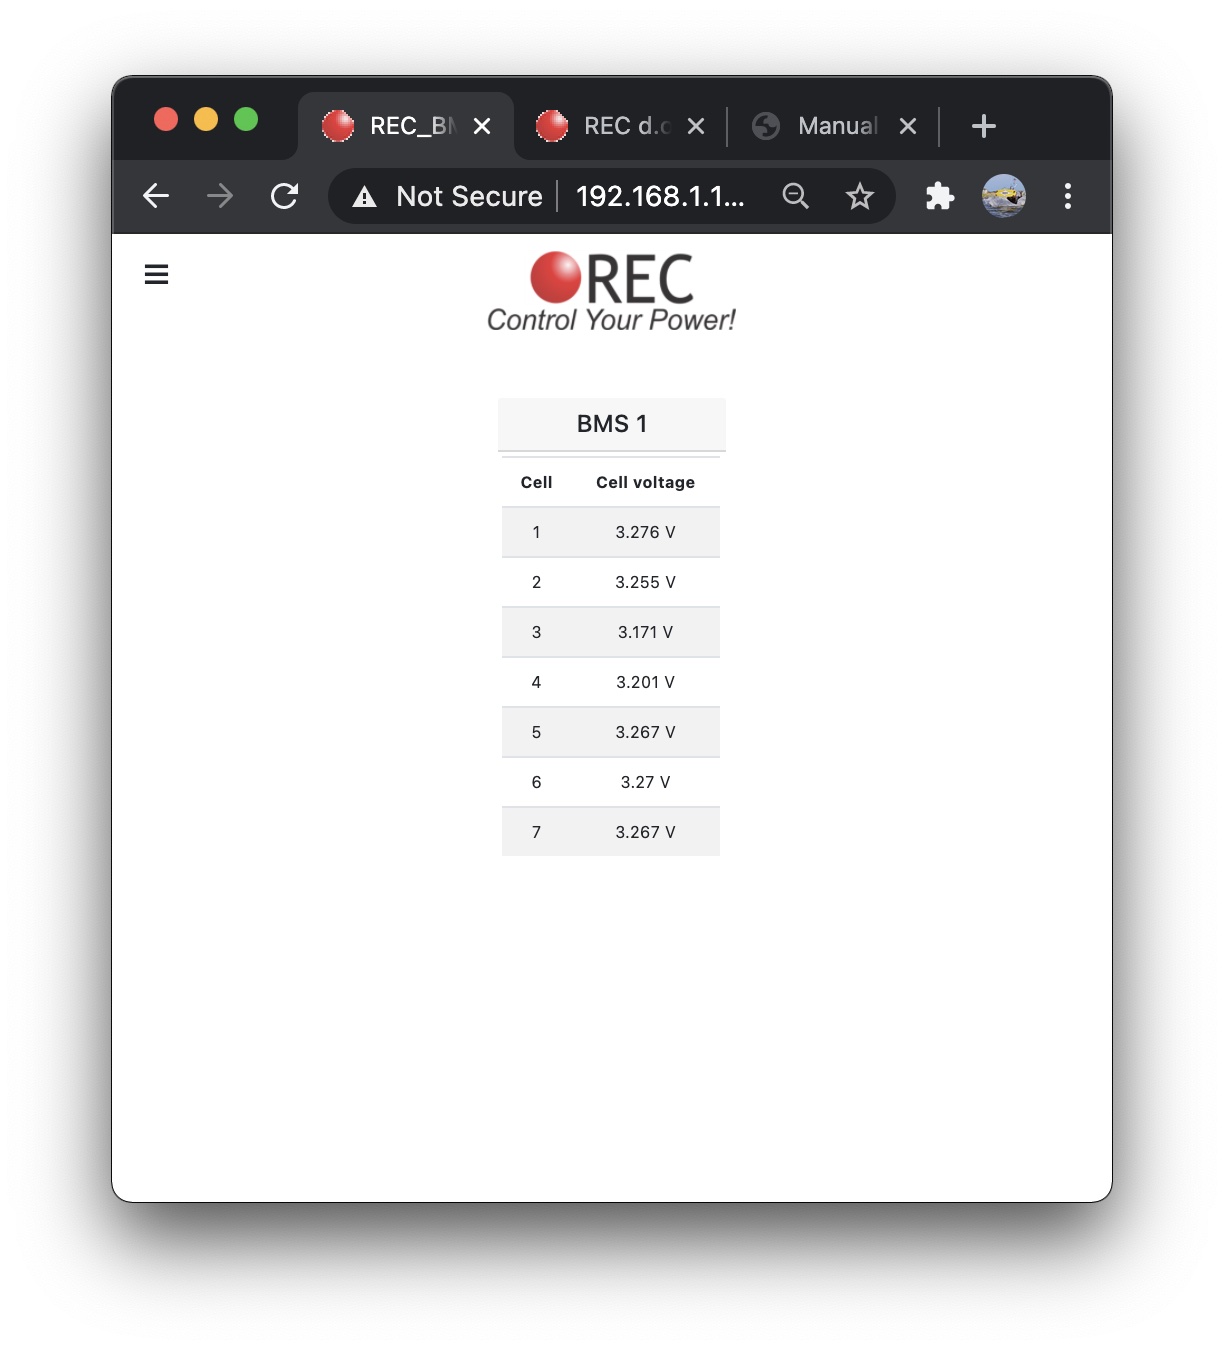 REC_BM
REC d.o
Manual
Not Secure
192.168.1.1...
REC
Control Your Power!
BMS 1
Cell Cell voltage
1 3.276 V
2 3.255 V
3 3.171 V
4 3.201 V
5 3.267 V
6 3.27 V
7 3.267 V